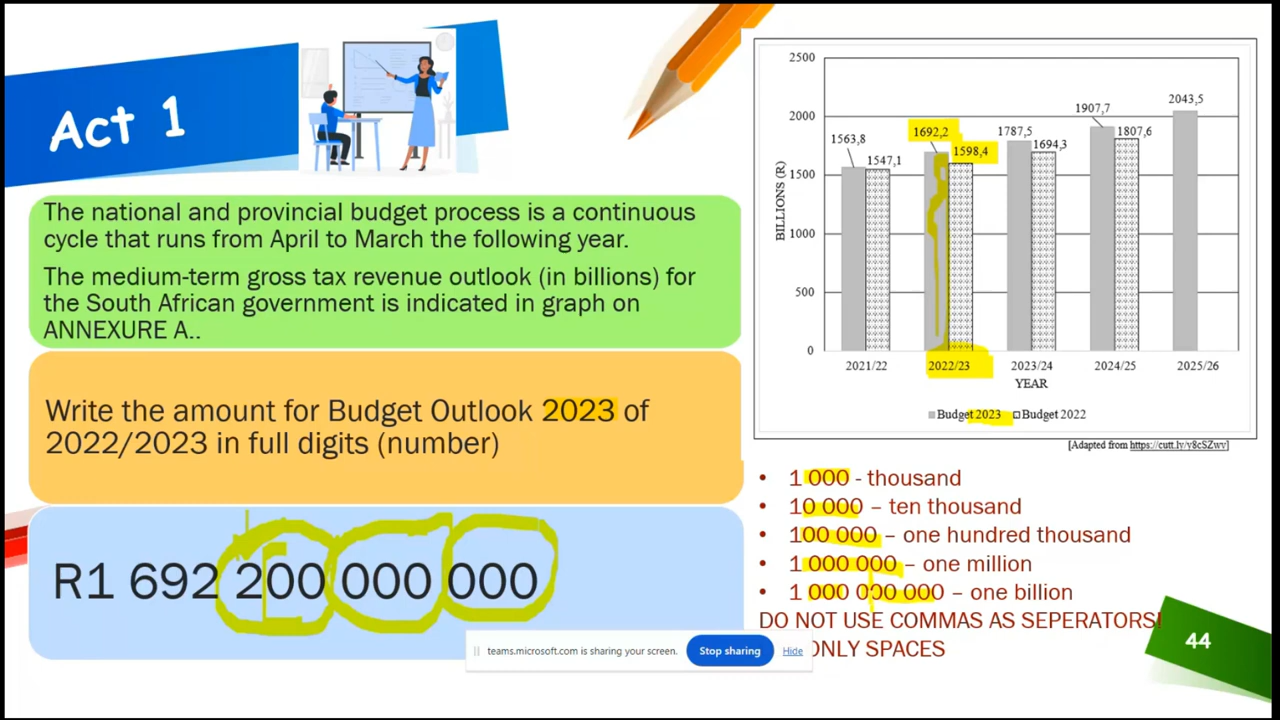 Act 1
The national and provincial budget process is a continuous
cycle that runs from April to March the following year.
The medium-term gross tax revenue outlook (in billions) for
the South African government is indicated in graph on
ANNEXURE A..
Write the amount for Budget Outlook 2023 of
2022/2023 in full digits (number)
R1 692 200 000 000
2500
2000
1500
1000
500
0
BILLIONS (R)
1563,8
1547,1
1692,2
1598,4
1787,5
1694,3
1907,7
1807,6
2043,5
2021/22 2022/23 2023/24 2024/25 2025/26
YEAR
Budget 2023 Budget 2022
[Adapted from https://cutt.ly/y8cSZwv]
• 1 000 - thousand
• 10 000 – ten thousand
• 100 000 – one hundred thousand
• 1 000 000 – one million
• 1 000 000 000 – one billion
DO NOT USE COMMAS AS SEPERATORS!
ONLY SPACES
teams.microsoft.com is sharing your screen. Stop sharing Hide
44